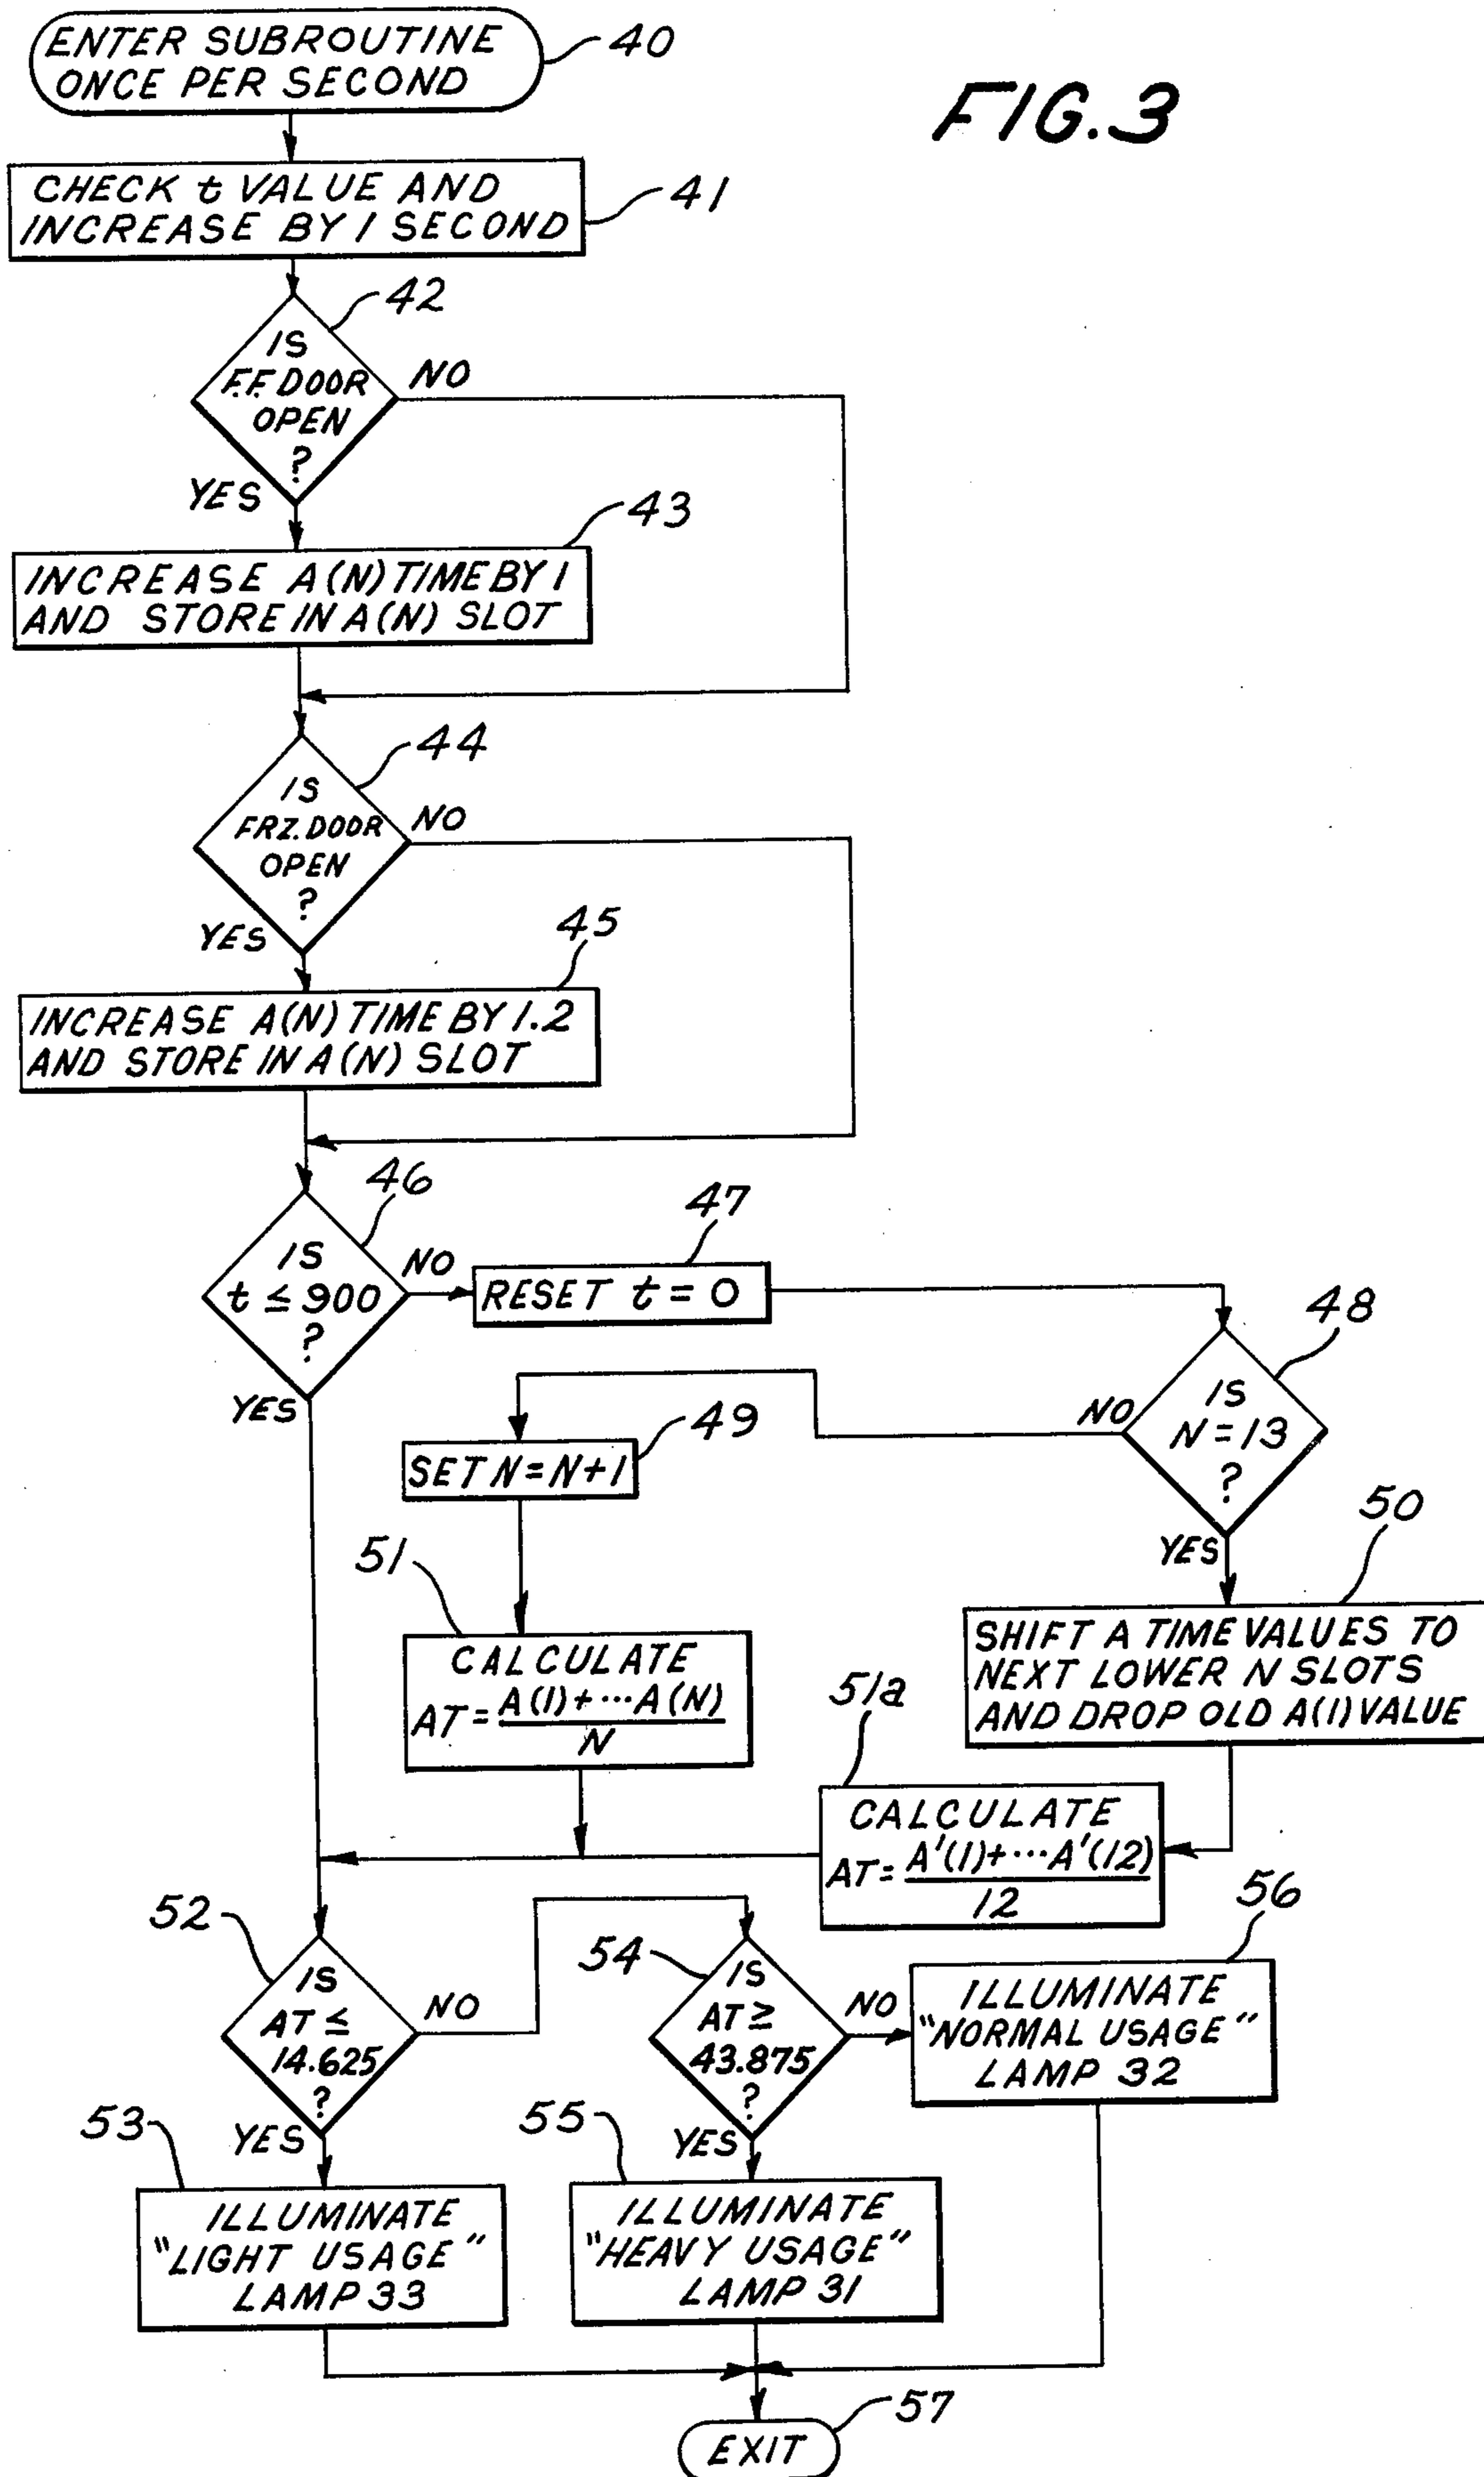 FIG.3
ENTER SUBROUTINE
ONCE PER SECOND
40
CHECK t VALUE AND
INCREASE BY 1 SECOND
41
42
IS
F.F. DOOR
OPEN
?
NO
YES
43
INCREASE A(N) TIME BY 1
AND STORE IN A(N) SLOT
44
IS
FRZ. DOOR
OPEN
?
NO
YES
45
INCREASE A(N) TIME BY 1.2
AND STORE IN A(N) SLOT
46
IS
t ≤ 900
?
NO
YES
47
RESET t = 0
48
IS
N = 13
?
NO
YES
49
SET N = N+1
50
SHIFT A TIME VALUES TO
NEXT LOWER N SLOTS
AND DROP OLD A(1) VALUE
51
CALCULATE
AT = A(1)+···A(N)
N
51a
CALCULATE
AT = A'(1)+···A'(12)
12
52
IS
AT ≤
14.625
?
NO
YES
53
ILLUMINATE
"LIGHT USAGE"
LAMP 33
54
IS
AT ≥
43.875
?
NO
YES
55
ILLUMINATE
"HEAVY USAGE"
LAMP 31
56
ILLUMINATE
"NORMAL USAGE"
LAMP 32
57
EXIT